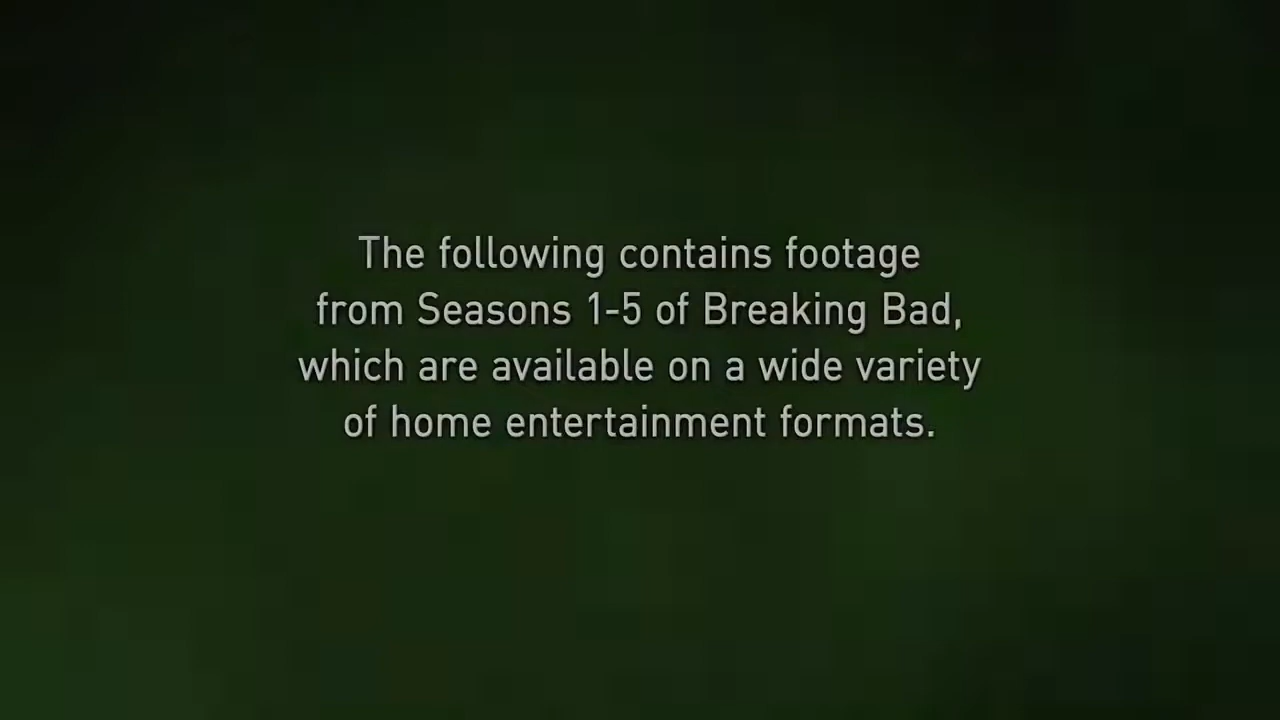 The following contains footage
from Seasons 1-5 of Breaking Bad,
which are available on a wide variety
of home entertainment formats.